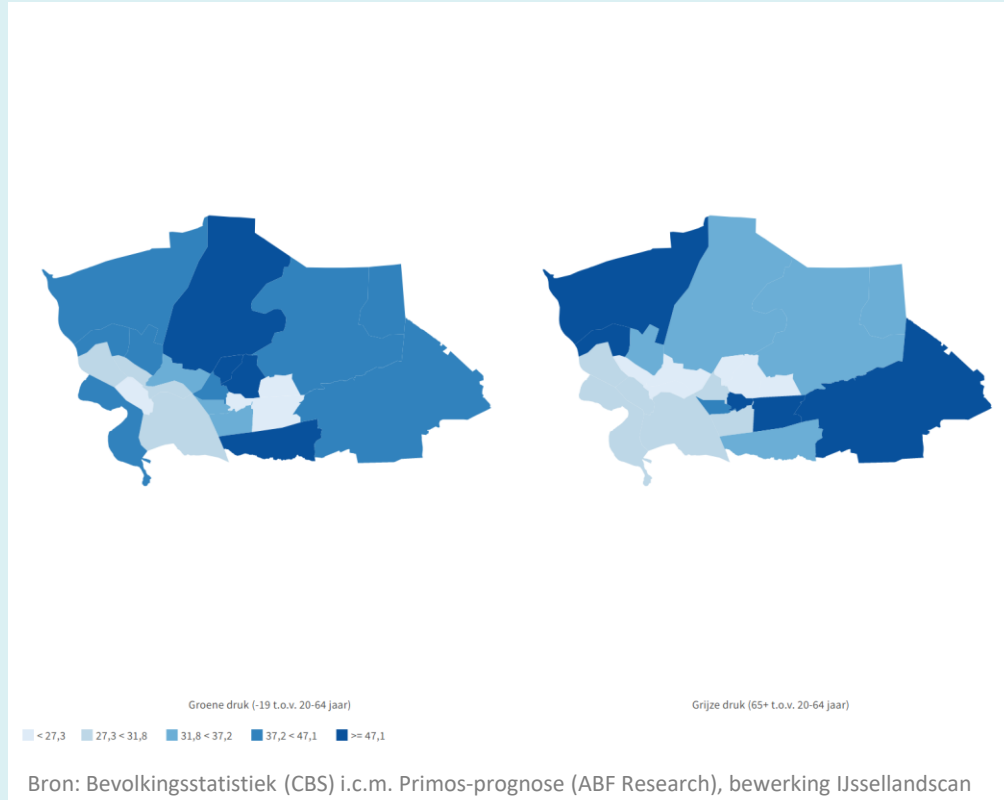 Groene druk (-19 t.o.v. 20-64 jaar)
Grijze druk (65+ t.o.v. 20-64 jaar)
< 27,3
27,3 < 31,8
31,8 < 37,2
37,2 < 47,1
>= 47,1
Bron: Bevolkingsstatistiek (CBS) i.c.m. Primos-prognose (ABF Research), bewerking IJssellandscan